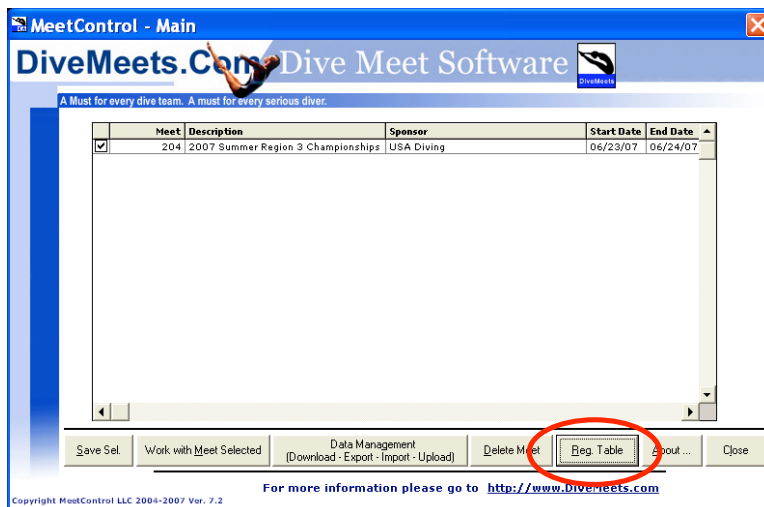 MeetControl - Main
DiveMeets.Com Dive Meet Software
DiveMeets
A Must for every dive team. A must for every serious diver.
Meet Description Sponsor Start Date End Date
204 2007 Summer Region 3 Championships USA Diving 06/23/07 06/24/07
Save Sel. Work with Meet Selected Data Management Delete Meet Reg. Table About ... Close
(Download - Export - Import - Upload)
For more information please go to http://www.DiveMeets.com
Copyright MeetControl LLC 2004-2007 Ver. 7.2